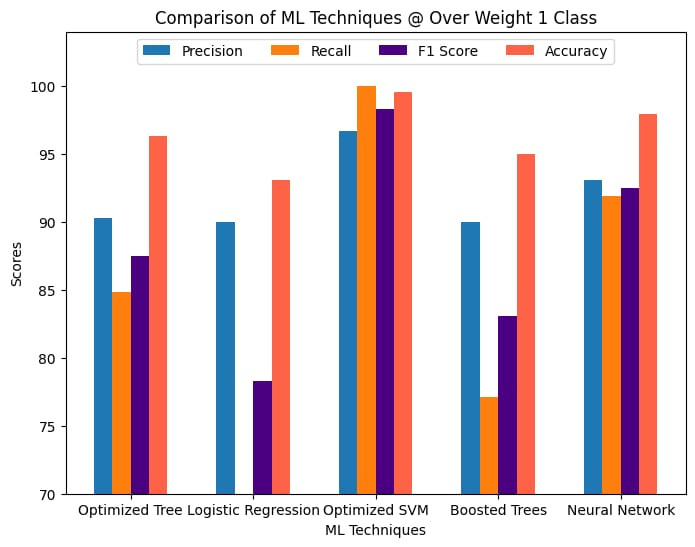 Comparison of ML Techniques @ Over Weight 1 Class
Precision Recall F1 Score Accuracy
100
95
90
85
80
75
70
Scores
Optimized Tree Logistic Regression Optimized SVM Boosted Trees Neural Network
ML Techniques